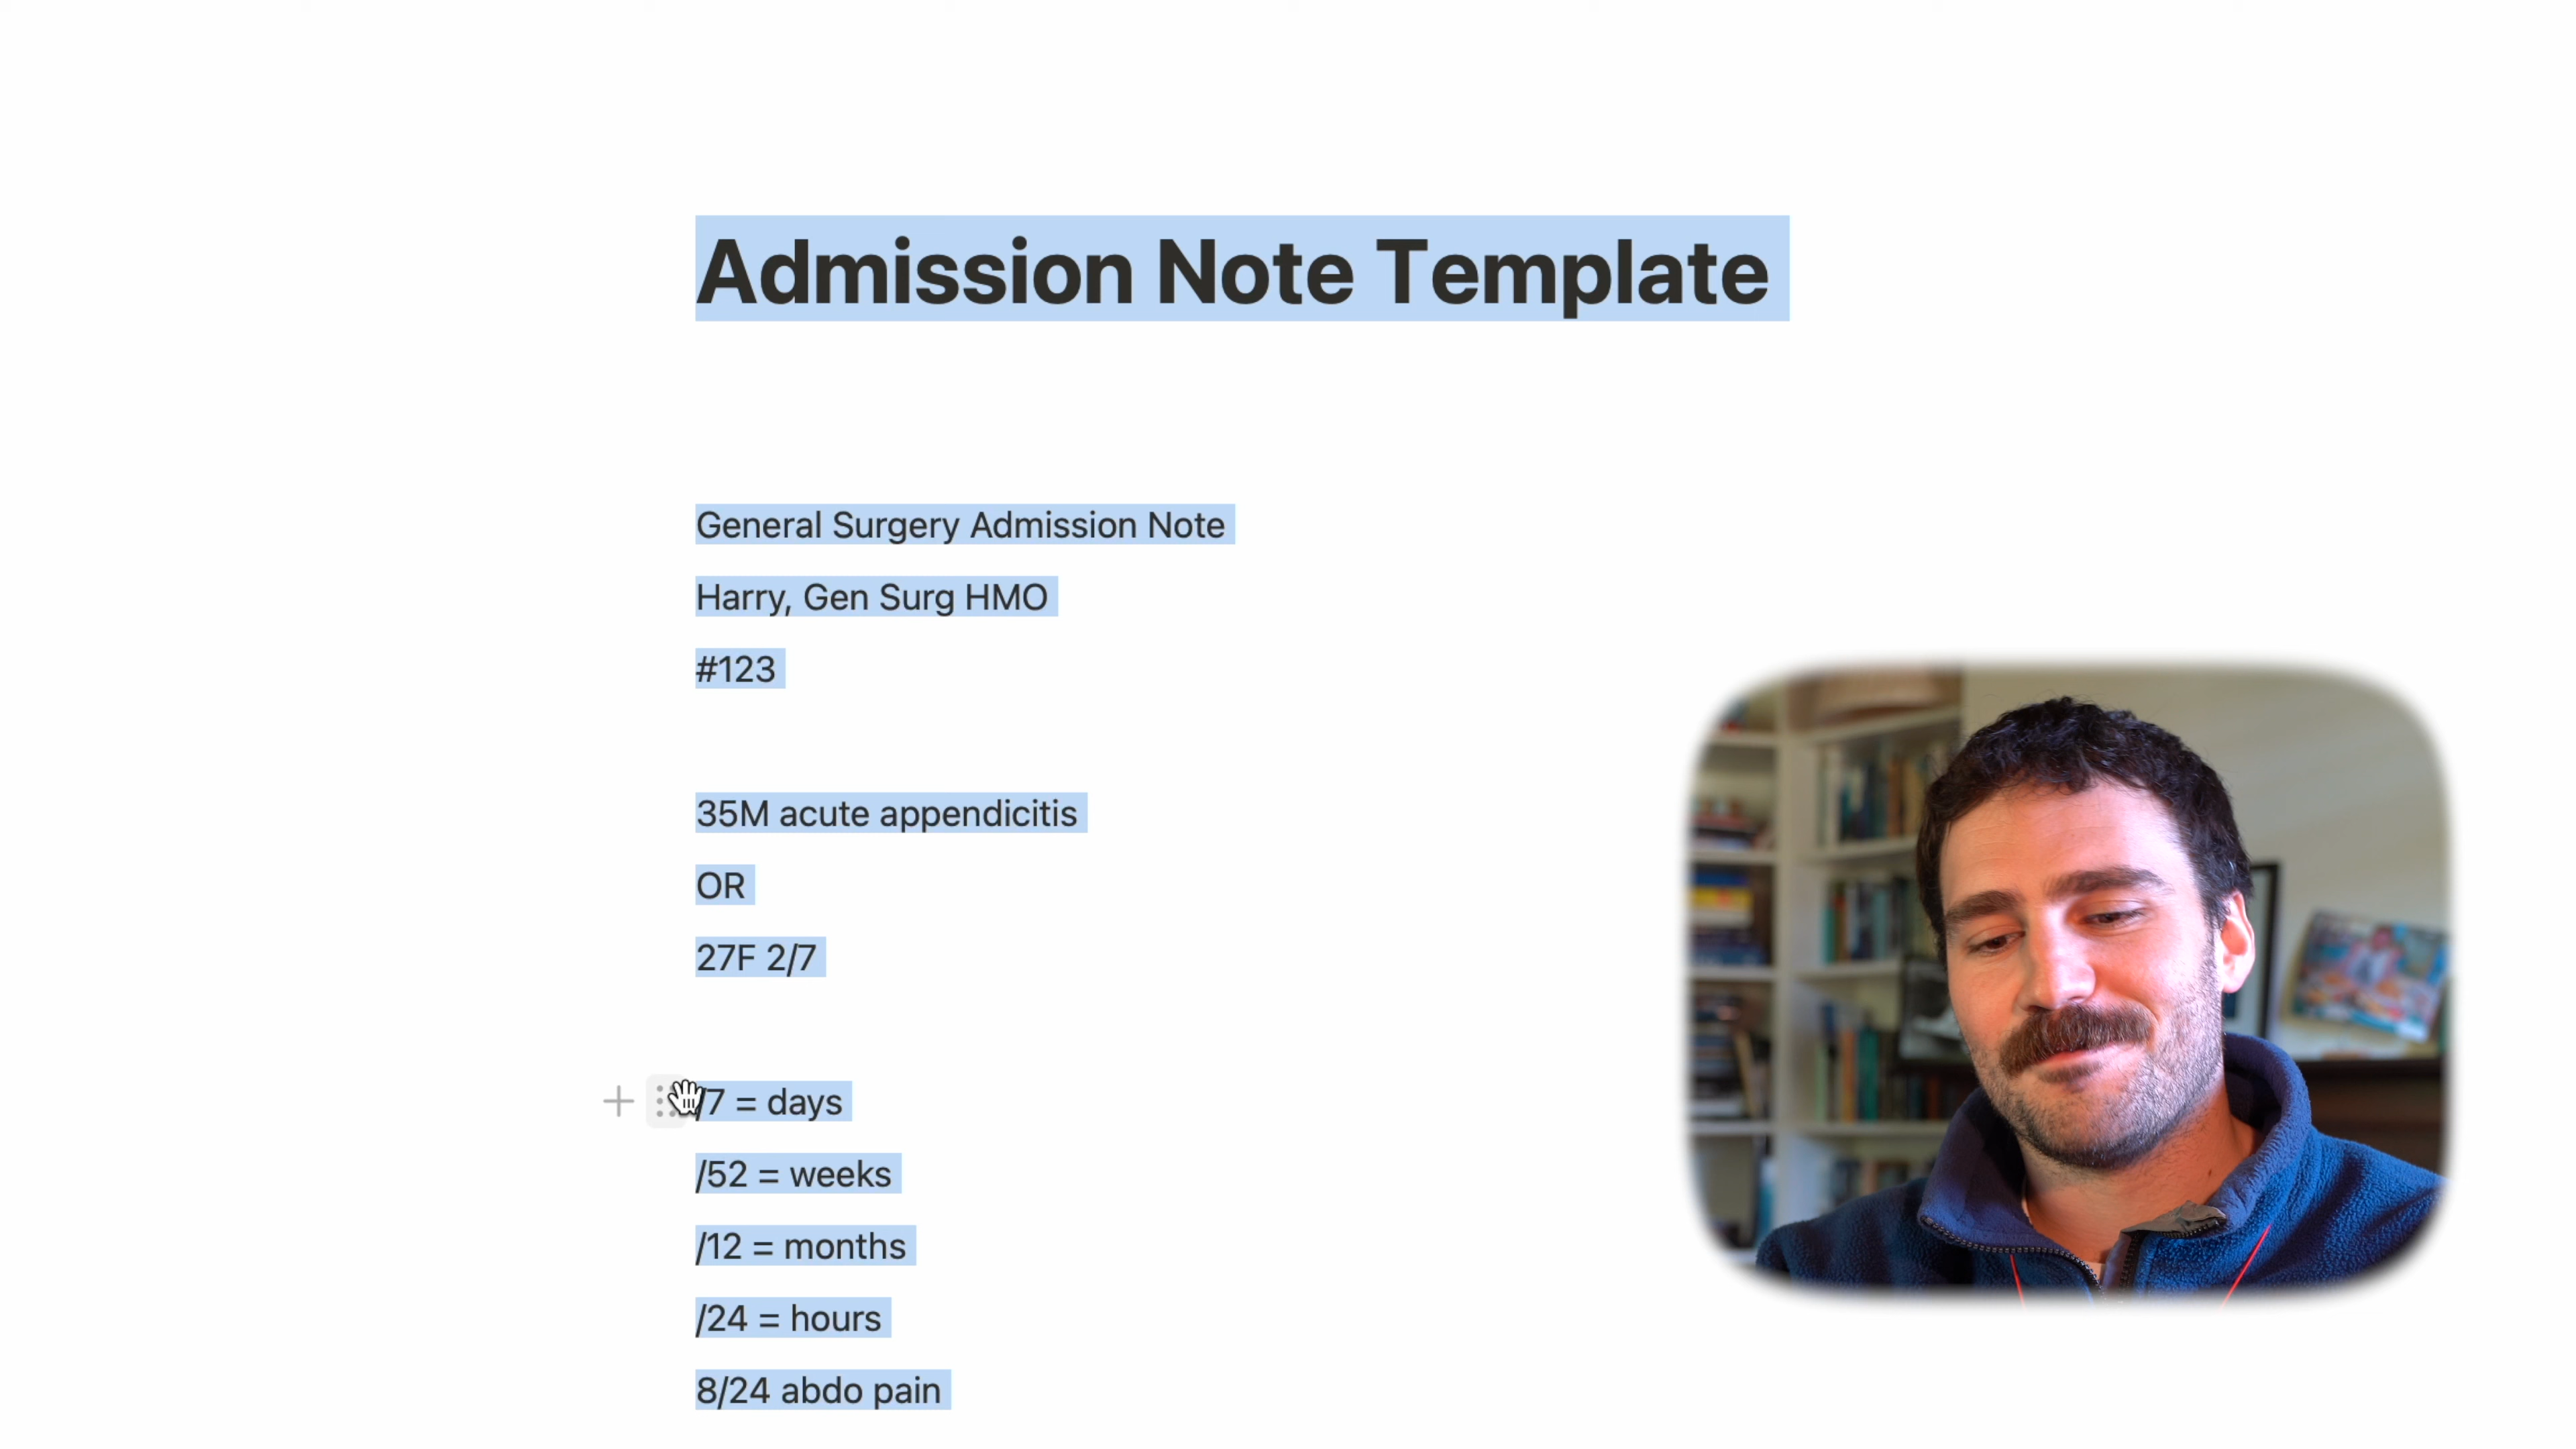 Admission Note Template
General Surgery Admission Note
Harry, Gen Surg HMO
#123
35M acute appendicitis
OR
27F 2/7
/7 = days
/52 = weeks
/12 = months
/24 = hours
8/24 abdo pain